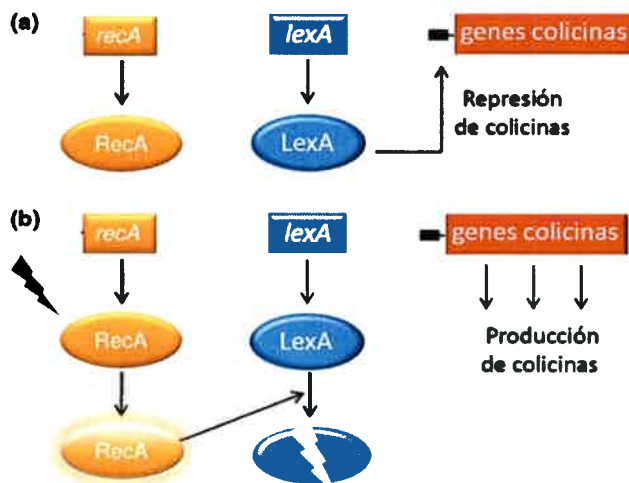 (a)
recA
lexA
genes colicinas
RecA
LexA
Represión
de colicinas
(b)
recA
lexA
genes colicinas
RecA
LexA
Producción
de colicinas
RecA